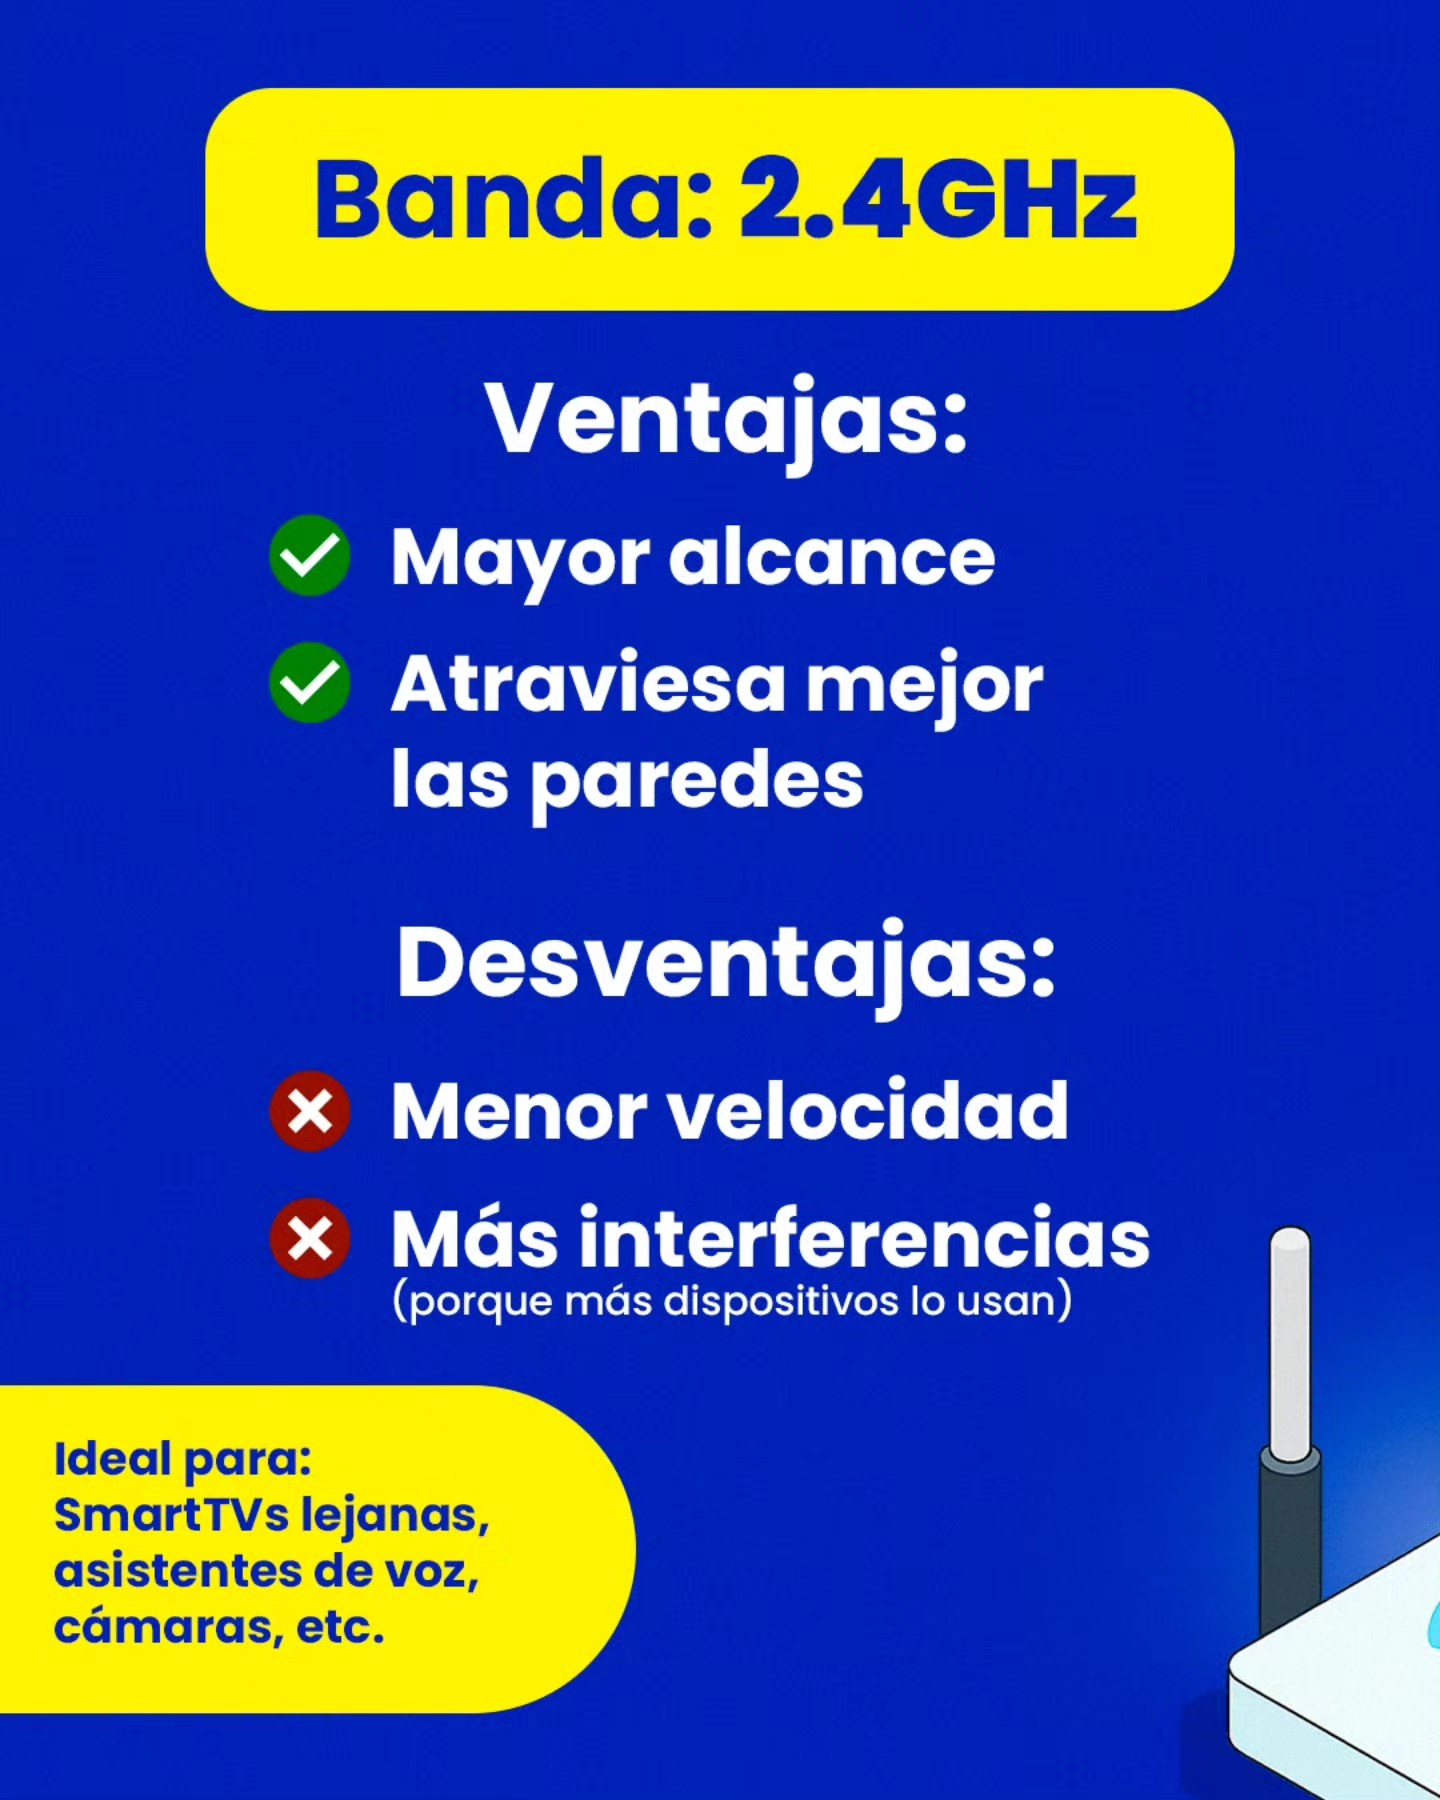 Banda: 2.4GHz
Ventajas:
Mayor alcance
Atraviesa mejor
las paredes
Desventajas:
Menor velocidad
Más interferencias
(porque más dispositivos lo usan)
Ideal para:
SmartTVs lejanas,
asistentes de voz,
cámaras, etc.